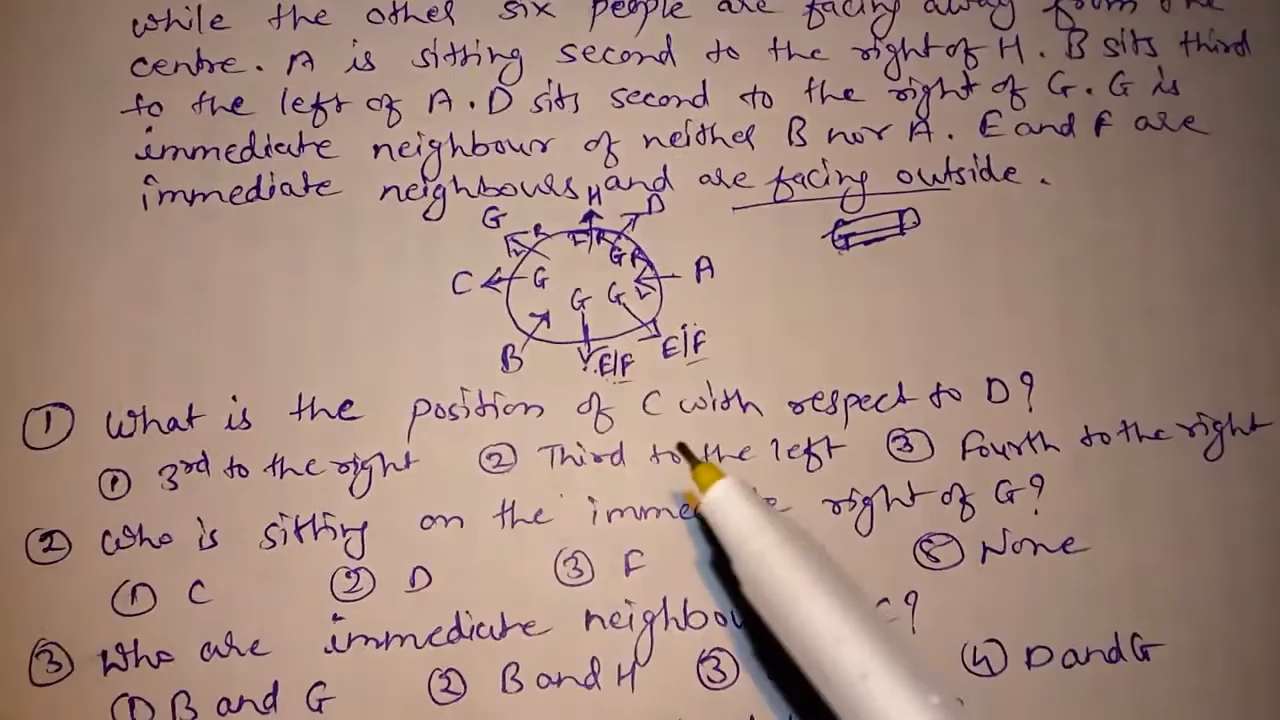 while the other six people are facing away from the
centre. A is sitting second to the right of H. B sits third
to the left of A. D sits second to the right of G. G is
immediate neighbour of neither B nor A. E and F are
immediate neighbours, and are facing outside.
G H D
L R L R
G R
C G A
G G L
B E/F E/F
① What is the position of C with respect to D?
① 3rd to the right ② Third to the left ③ Fourth to the right
② Who is sitting on the right of G?
① C ② D ③ F ⑤ None
③ Who are immediate C?
① B and G ② B and H ③ ④ D and G